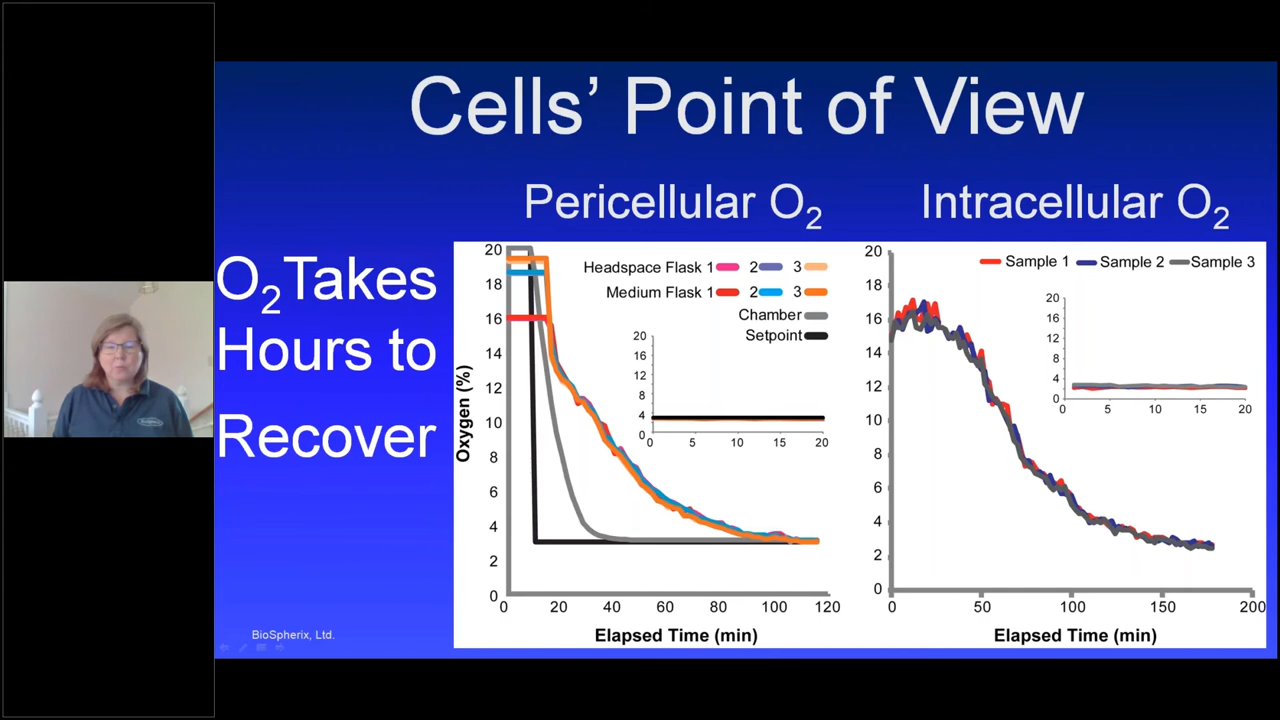 Cells’ Point of View
Pericellular O2
Intracellular O2
O2Takes
Hours to
Recover
BioSpherix, Ltd.
Headspace Flask 1 2 3
Medium Flask 1 2 3
Chamber
Setpoint
Oxygen (%)
20
18
16
14
12
10
8
6
4
2
0
0 20 40 60 80 100 120
Elapsed Time (min)
20
16
12
8
4
0
0 5 10 15 20
Sample 1 Sample 2 Sample 3
20
18
16
14
12
10
8
6
4
2
0
0 50 100 150 200
Elapsed Time (min)
20
16
12
8
4
0
0 5 10 15 20